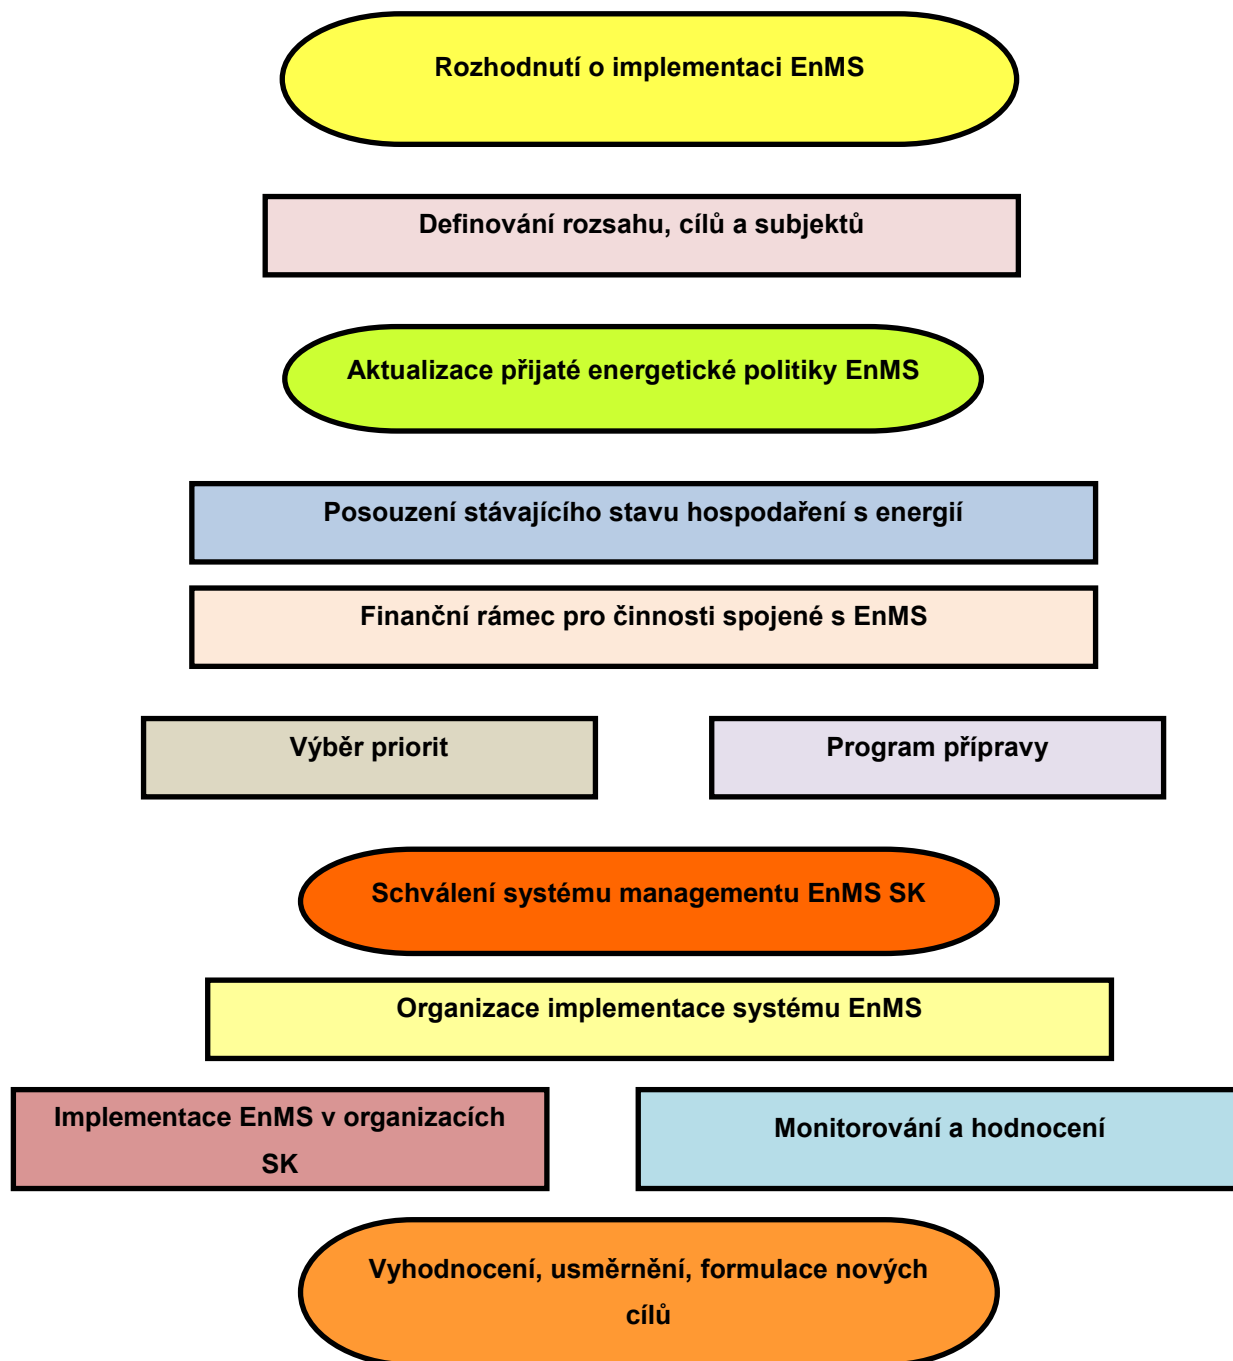 Rozhodnutí o implementaci EnMS
Definování rozsahu, cílů a subjektů
Aktualizace přijaté energetické politiky EnMS
Posouzení stávajícího stavu hospodaření s energií
Finanční rámec pro činnosti spojené s EnMS
Výběr priorit
Program přípravy
Schválení systému managementu EnMS SK
Organizace implementace systému EnMS
Implementace EnMS v organizacích
SK
Monitorování a hodnocení
Vyhodnocení, usměrnění, formulace nových
cílů